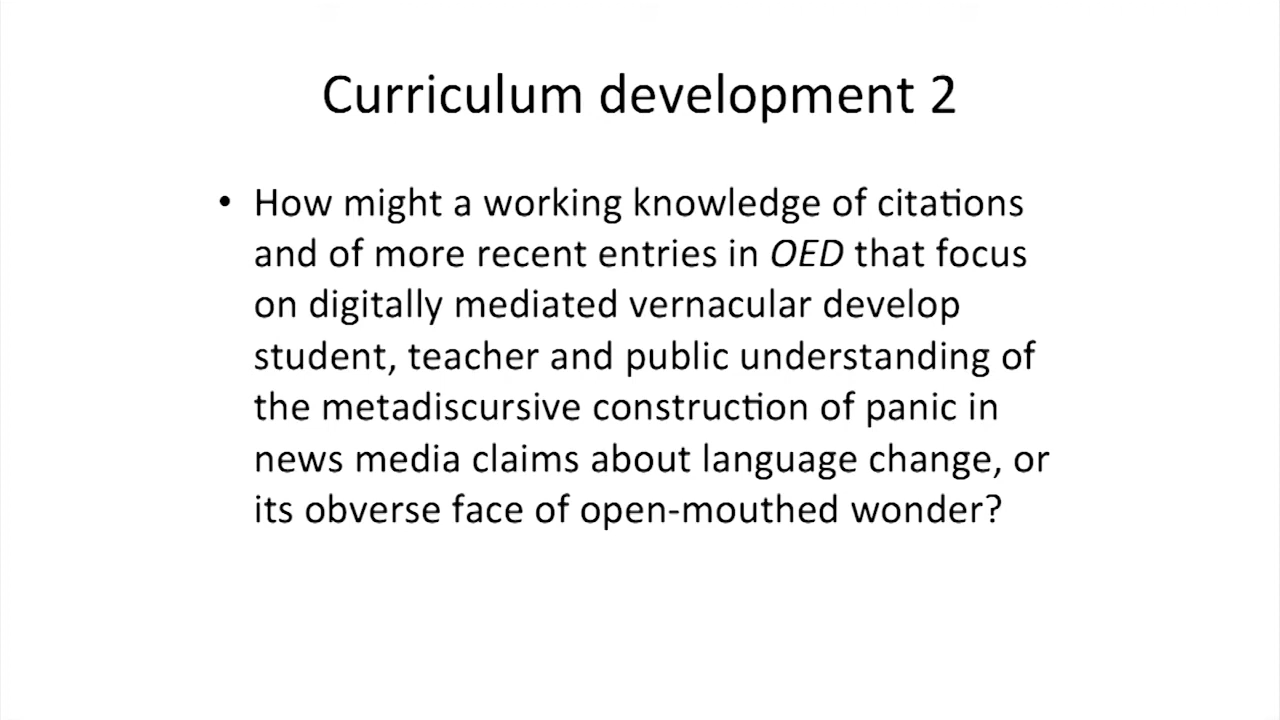 Curriculum development 2
• How might a working knowledge of citations
and of more recent entries in OED that focus
on digitally mediated vernacular develop
student, teacher and public understanding of
the metadiscursive construction of panic in
news media claims about language change, or
its obverse face of open-mouthed wonder?